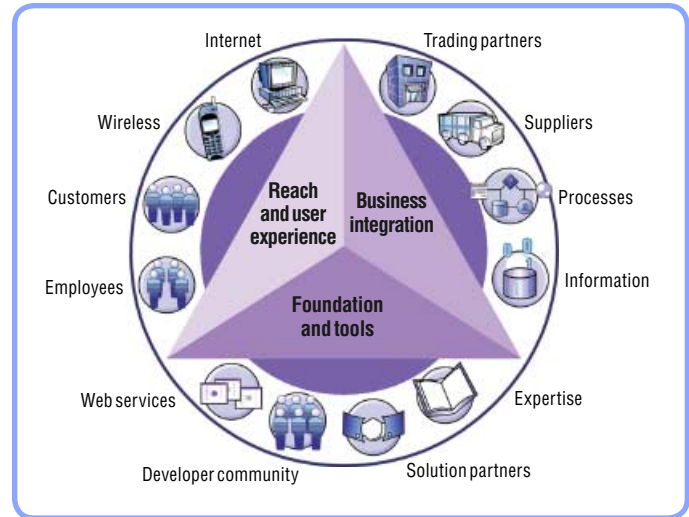 Internet
Trading partners
Wireless
Suppliers
Customers
Processes
Employees
Information
Reach
and user
experience
Business
integration
Foundation
and tools
Web services
Expertise
Developer community
Solution partners